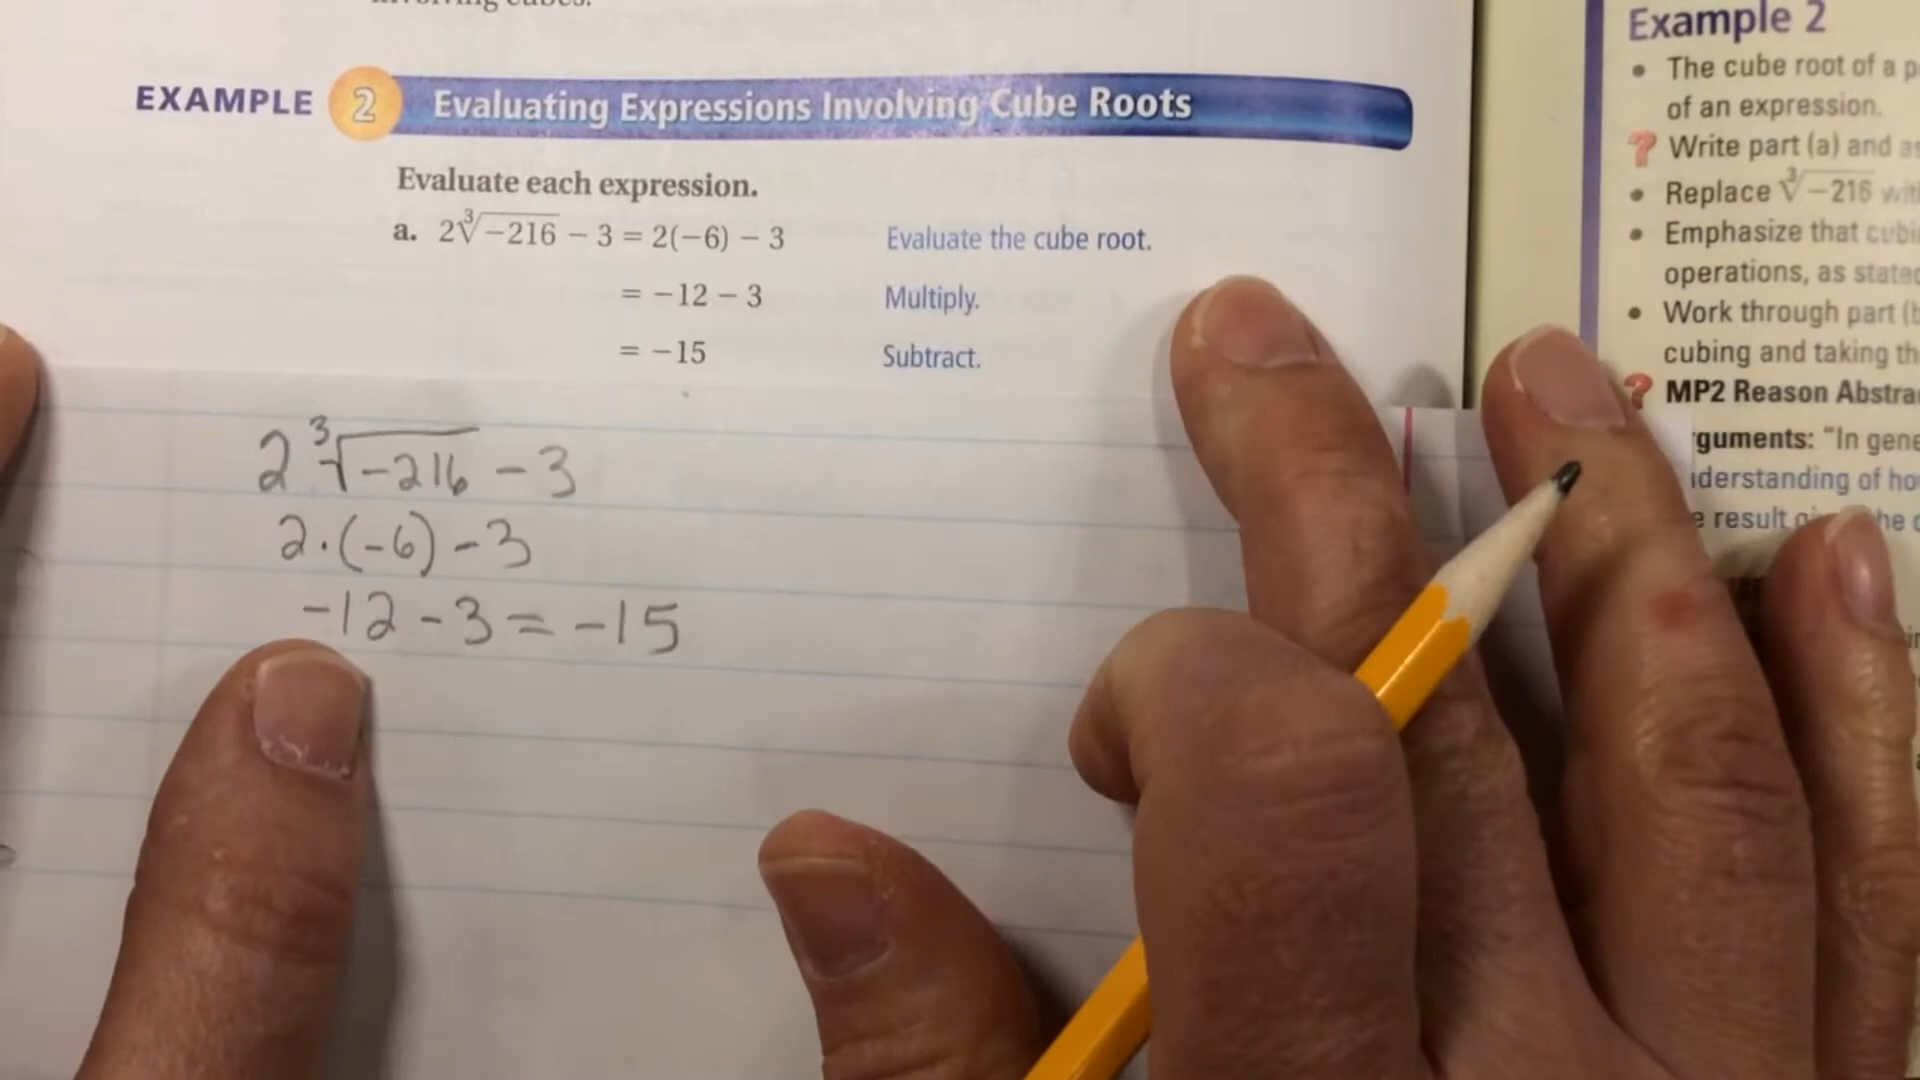 EXAMPLE 2 Evaluating Expressions Involving Cube Roots
Evaluate each expression.
a. 2∛-216 - 3 = 2(-6) - 3 Evaluate the cube root.
= -12 - 3 Multiply.
= -15 Subtract.
2∛-216 - 3
2·(-6) - 3
-12 - 3 = -15
Example 2
• The cube root of a
of an expression.
? Write part (a) and
• Replace ∛-216
• Emphasize that
operations, as
• Work through part
cubing and taking
? MP2 Reason
"In
of
result